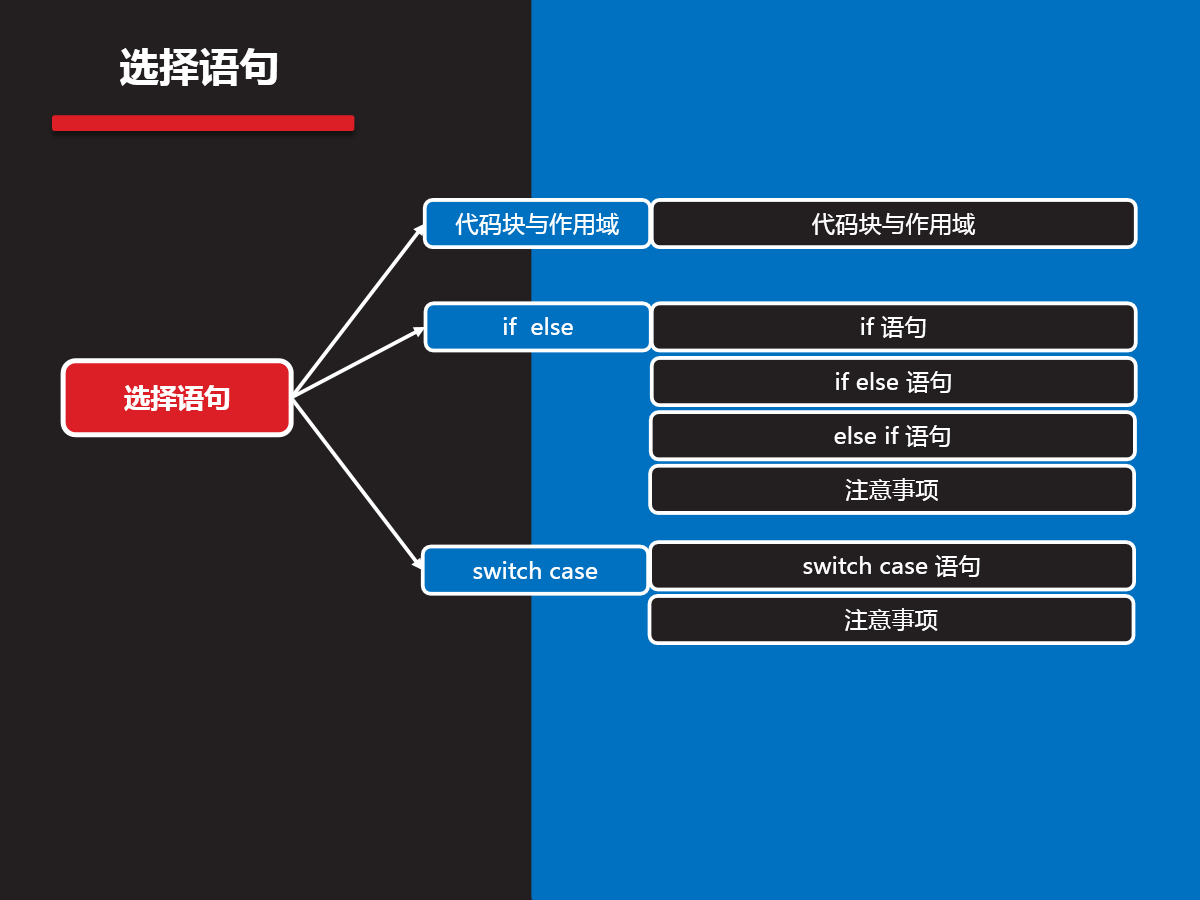 选择语句
选择语句
代码块与作用域
代码块与作用域
if  else
if 语句
if else 语句
else if 语句
注意事项
switch case
switch case 语句
注意事项